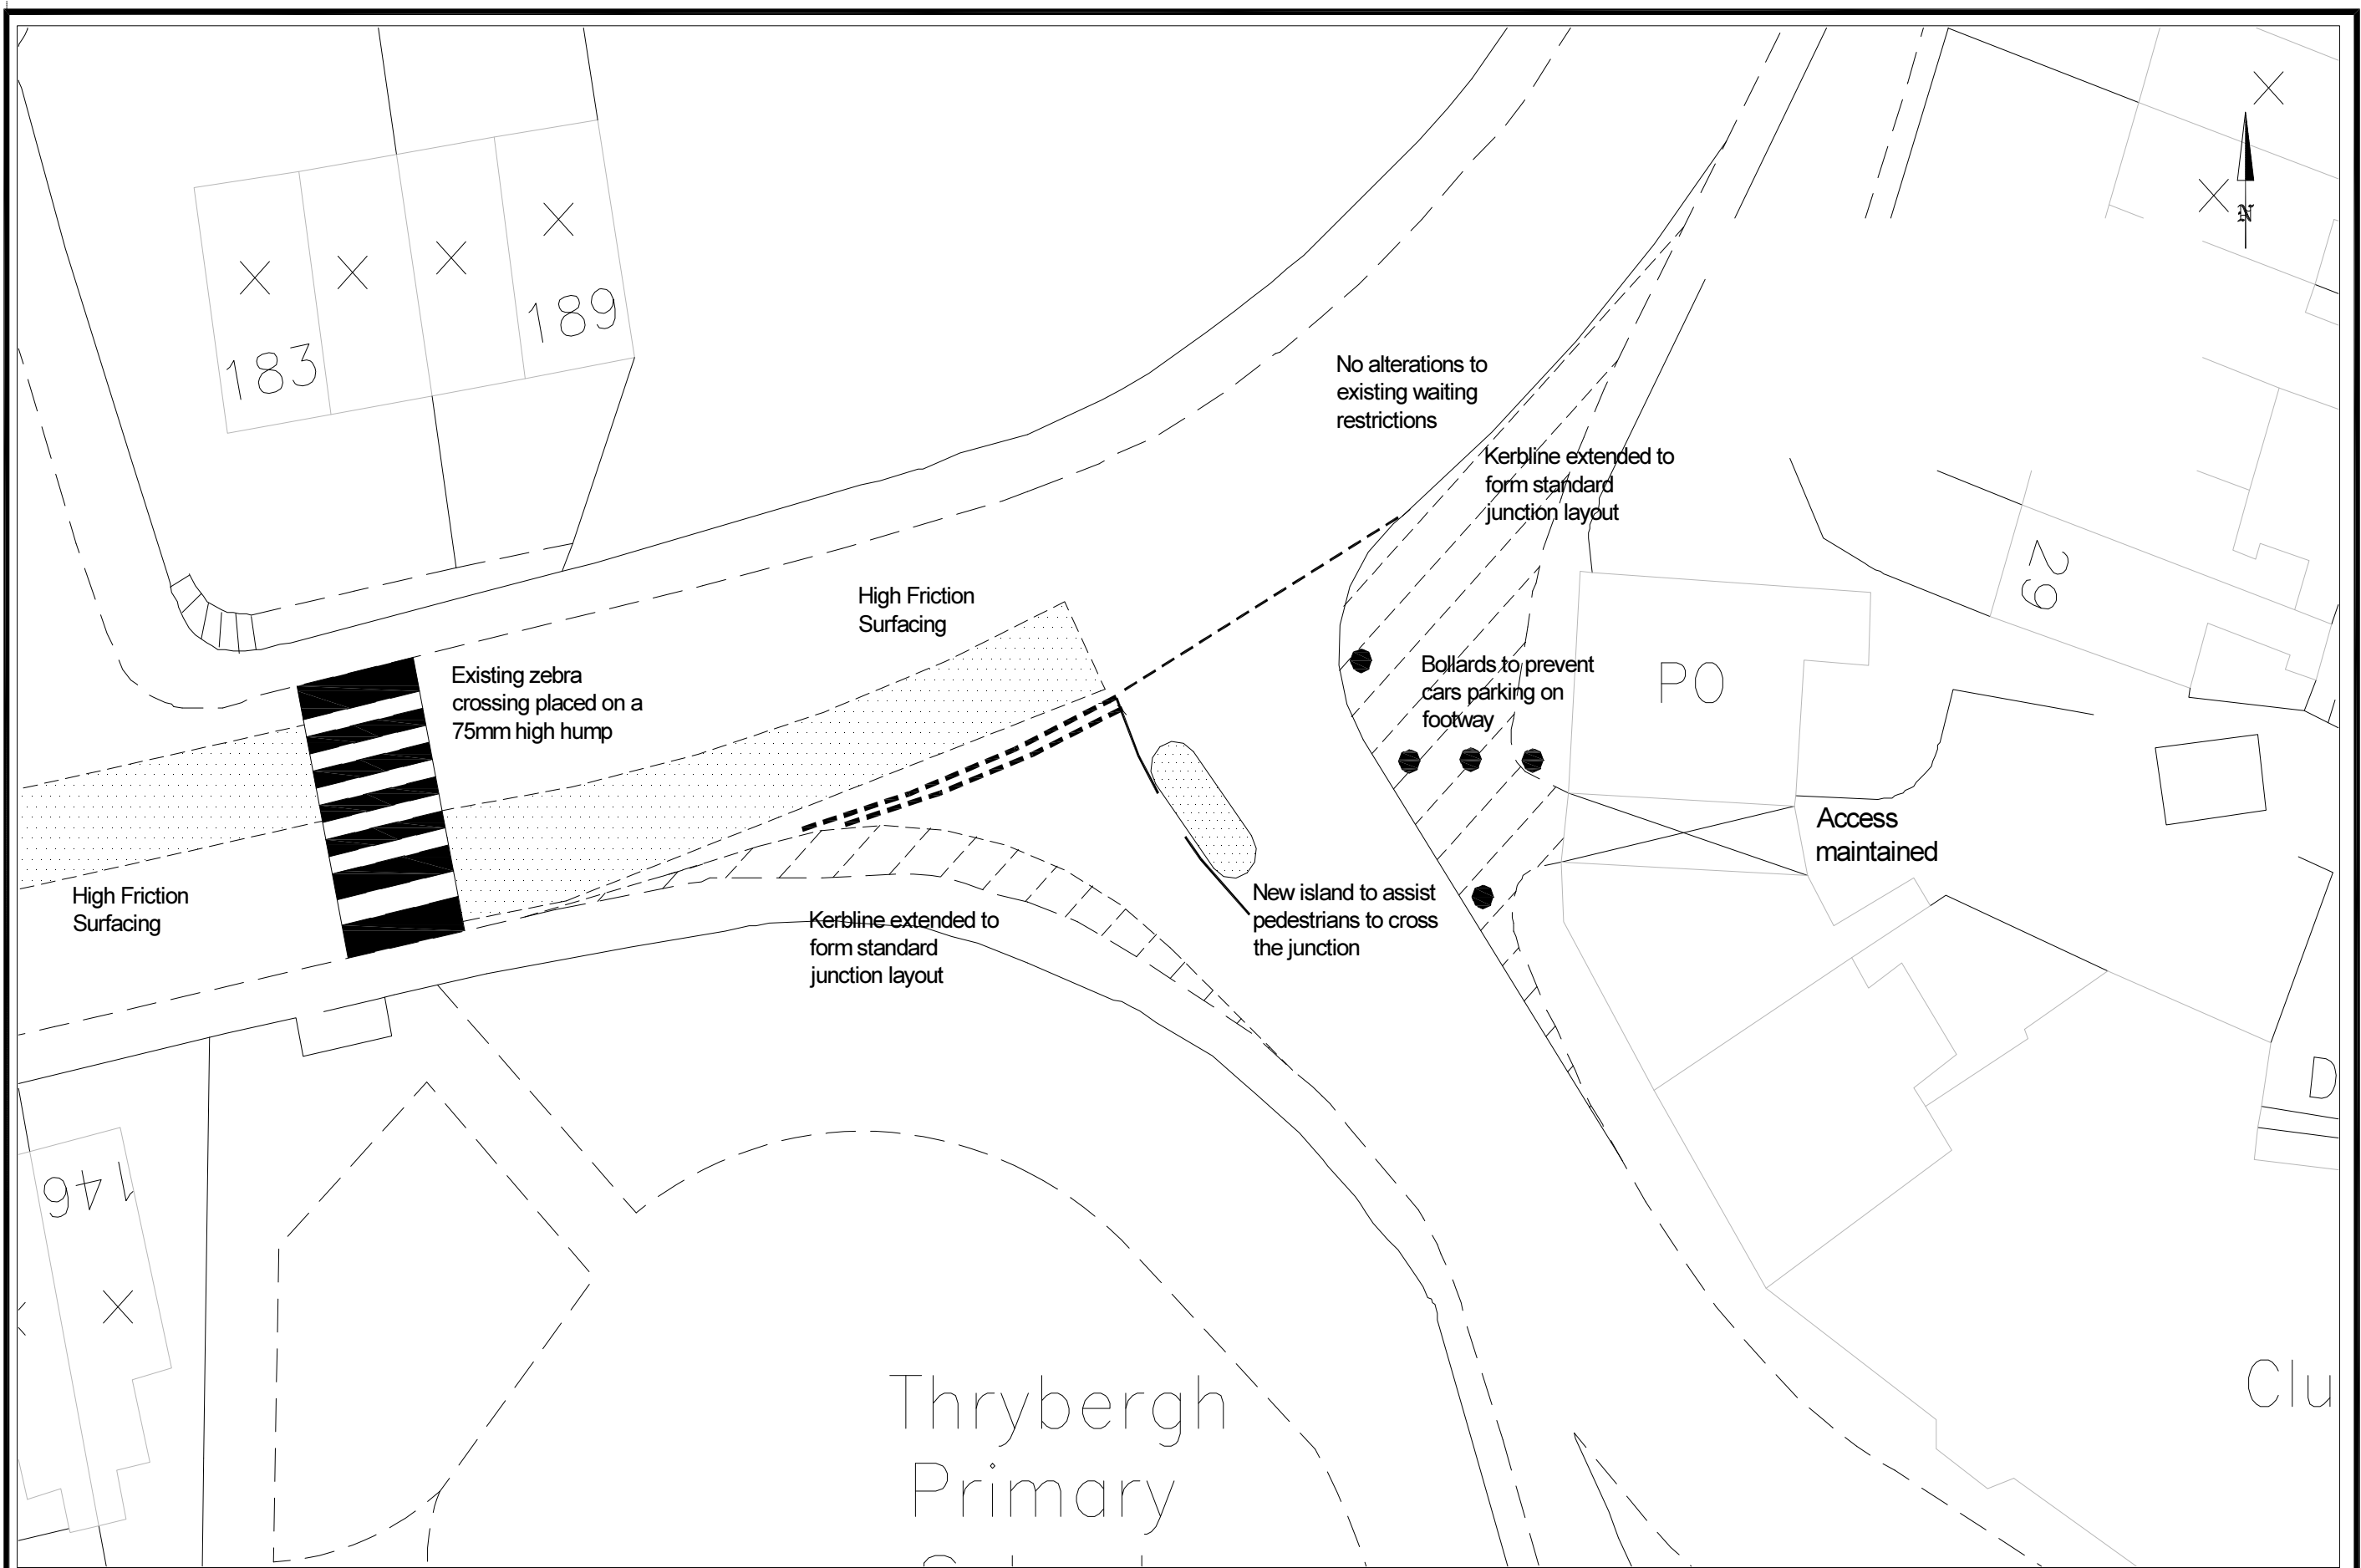 N
189
183
No alterations to
existing waiting
restrictions
Kerbline extended to
form standard
junction layout
29
High Friction
Surfacing
Existing zebra
crossing placed on a
75mm high hump
Bollards to prevent
cars parking on
footway
PO
Access
maintained
High Friction
Surfacing
New island to assist
pedestrians to cross
the junction
Kerbline extended to
form standard
junction layout
D
146
Clu
Thrybergh
Primary